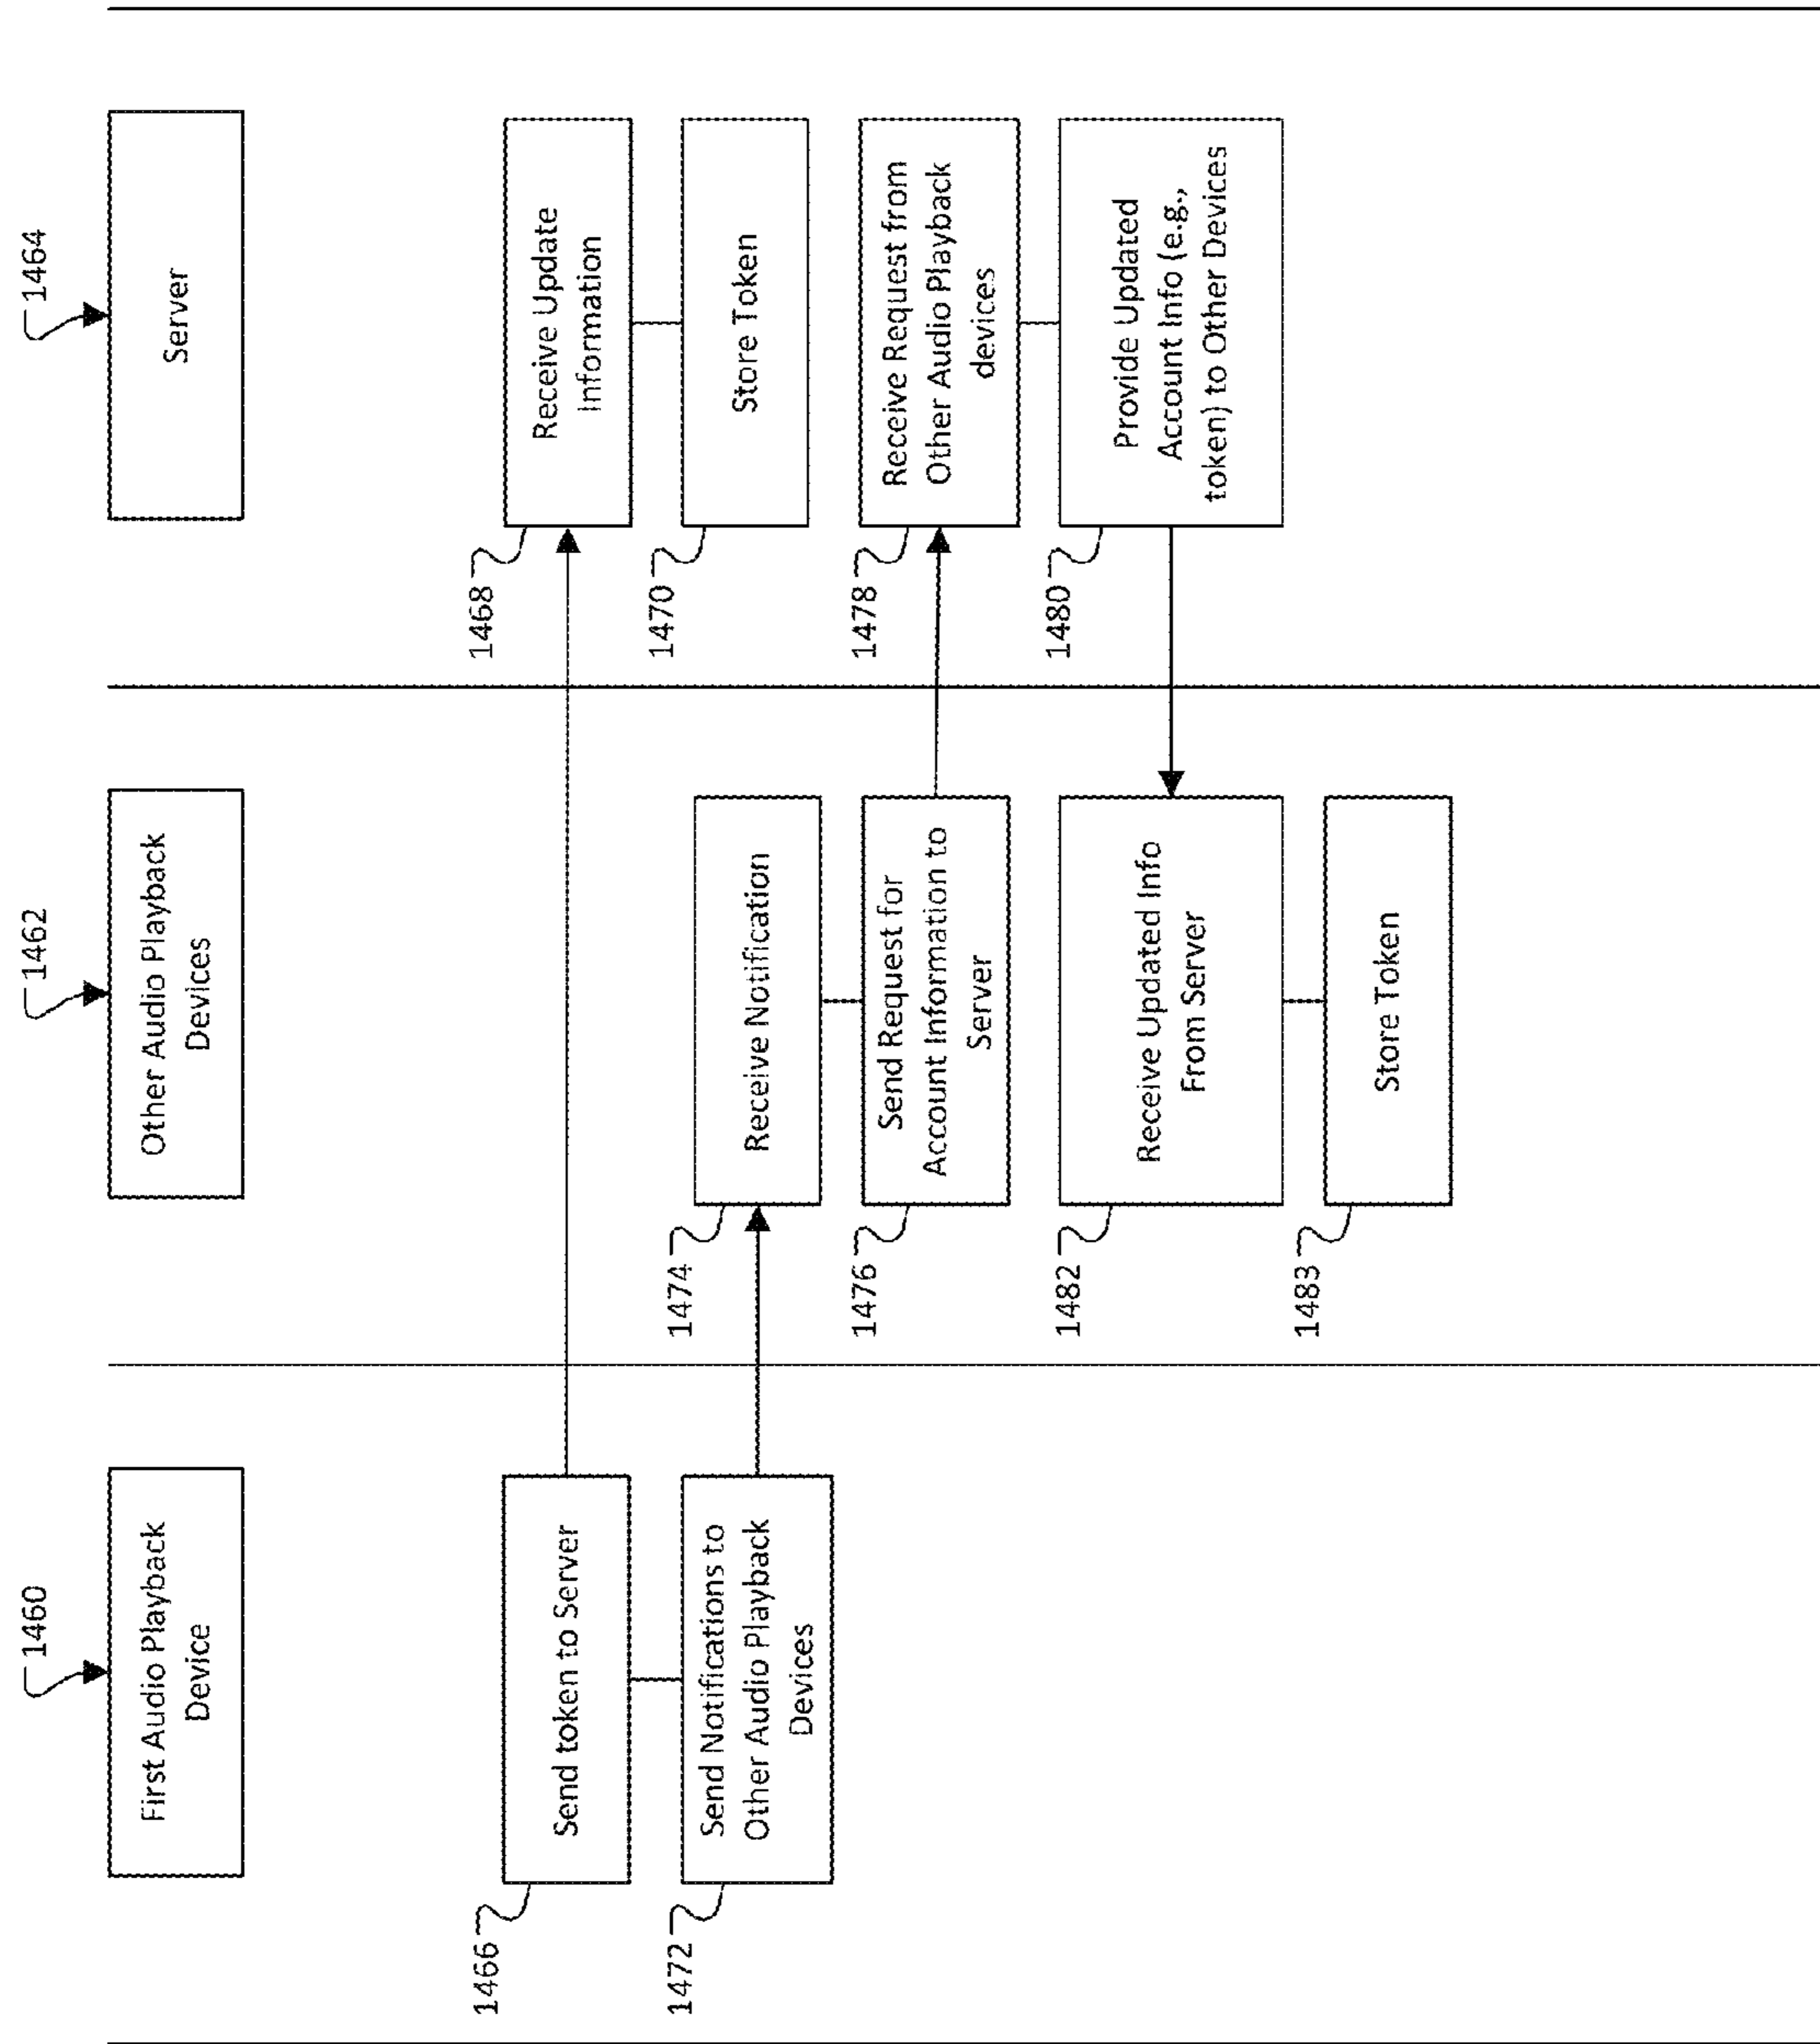 1460
First Audio Playback
Device
1462
Other Audio Playback
Devices
1464
Server
1466
Send token to Server
1468
Receive Update
Information
1470
Store Token
1472
Send Notifications to
Other Audio Playback
Devices
1474
Receive Notification
1476
Send Request for
Account Information to
Server
1478
Receive Request from
Other Audio Playback
devices
1480
Provide Updated
Account Info (e.g.,
token) to Other Devices
1482
Receive Updated Info
From Server
1483
Store Token